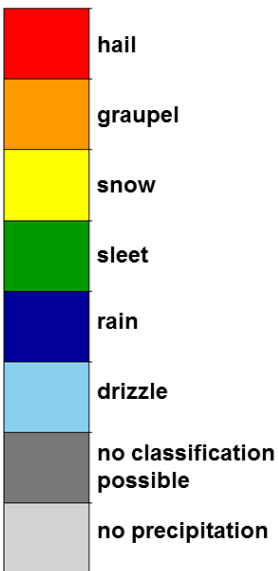 hail
graupel
snow
sleet
rain
drizzle
no classification
possible
no precipitation